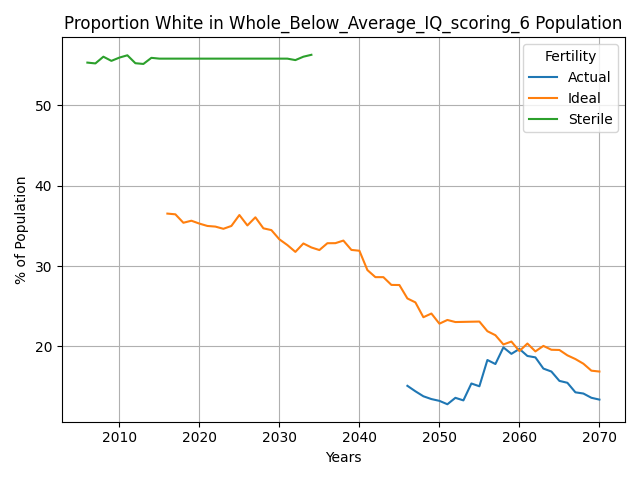 Proportion White in Whole_Below_Average_IQ_scoring_6 Population
% of Population
50
40
30
20
2010 2020 2030 2040 2050 2060 2070
Years
Fertility
Actual
Ideal
Sterile